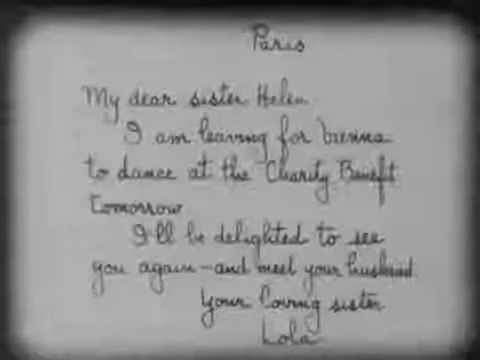 Paris
My dear sister Helen
I am leaving for Vienna
to dance at the Charity Benefit
Tomorrow
I'll be delighted to see
you again - and meet your husband
Your loving sister
Lola